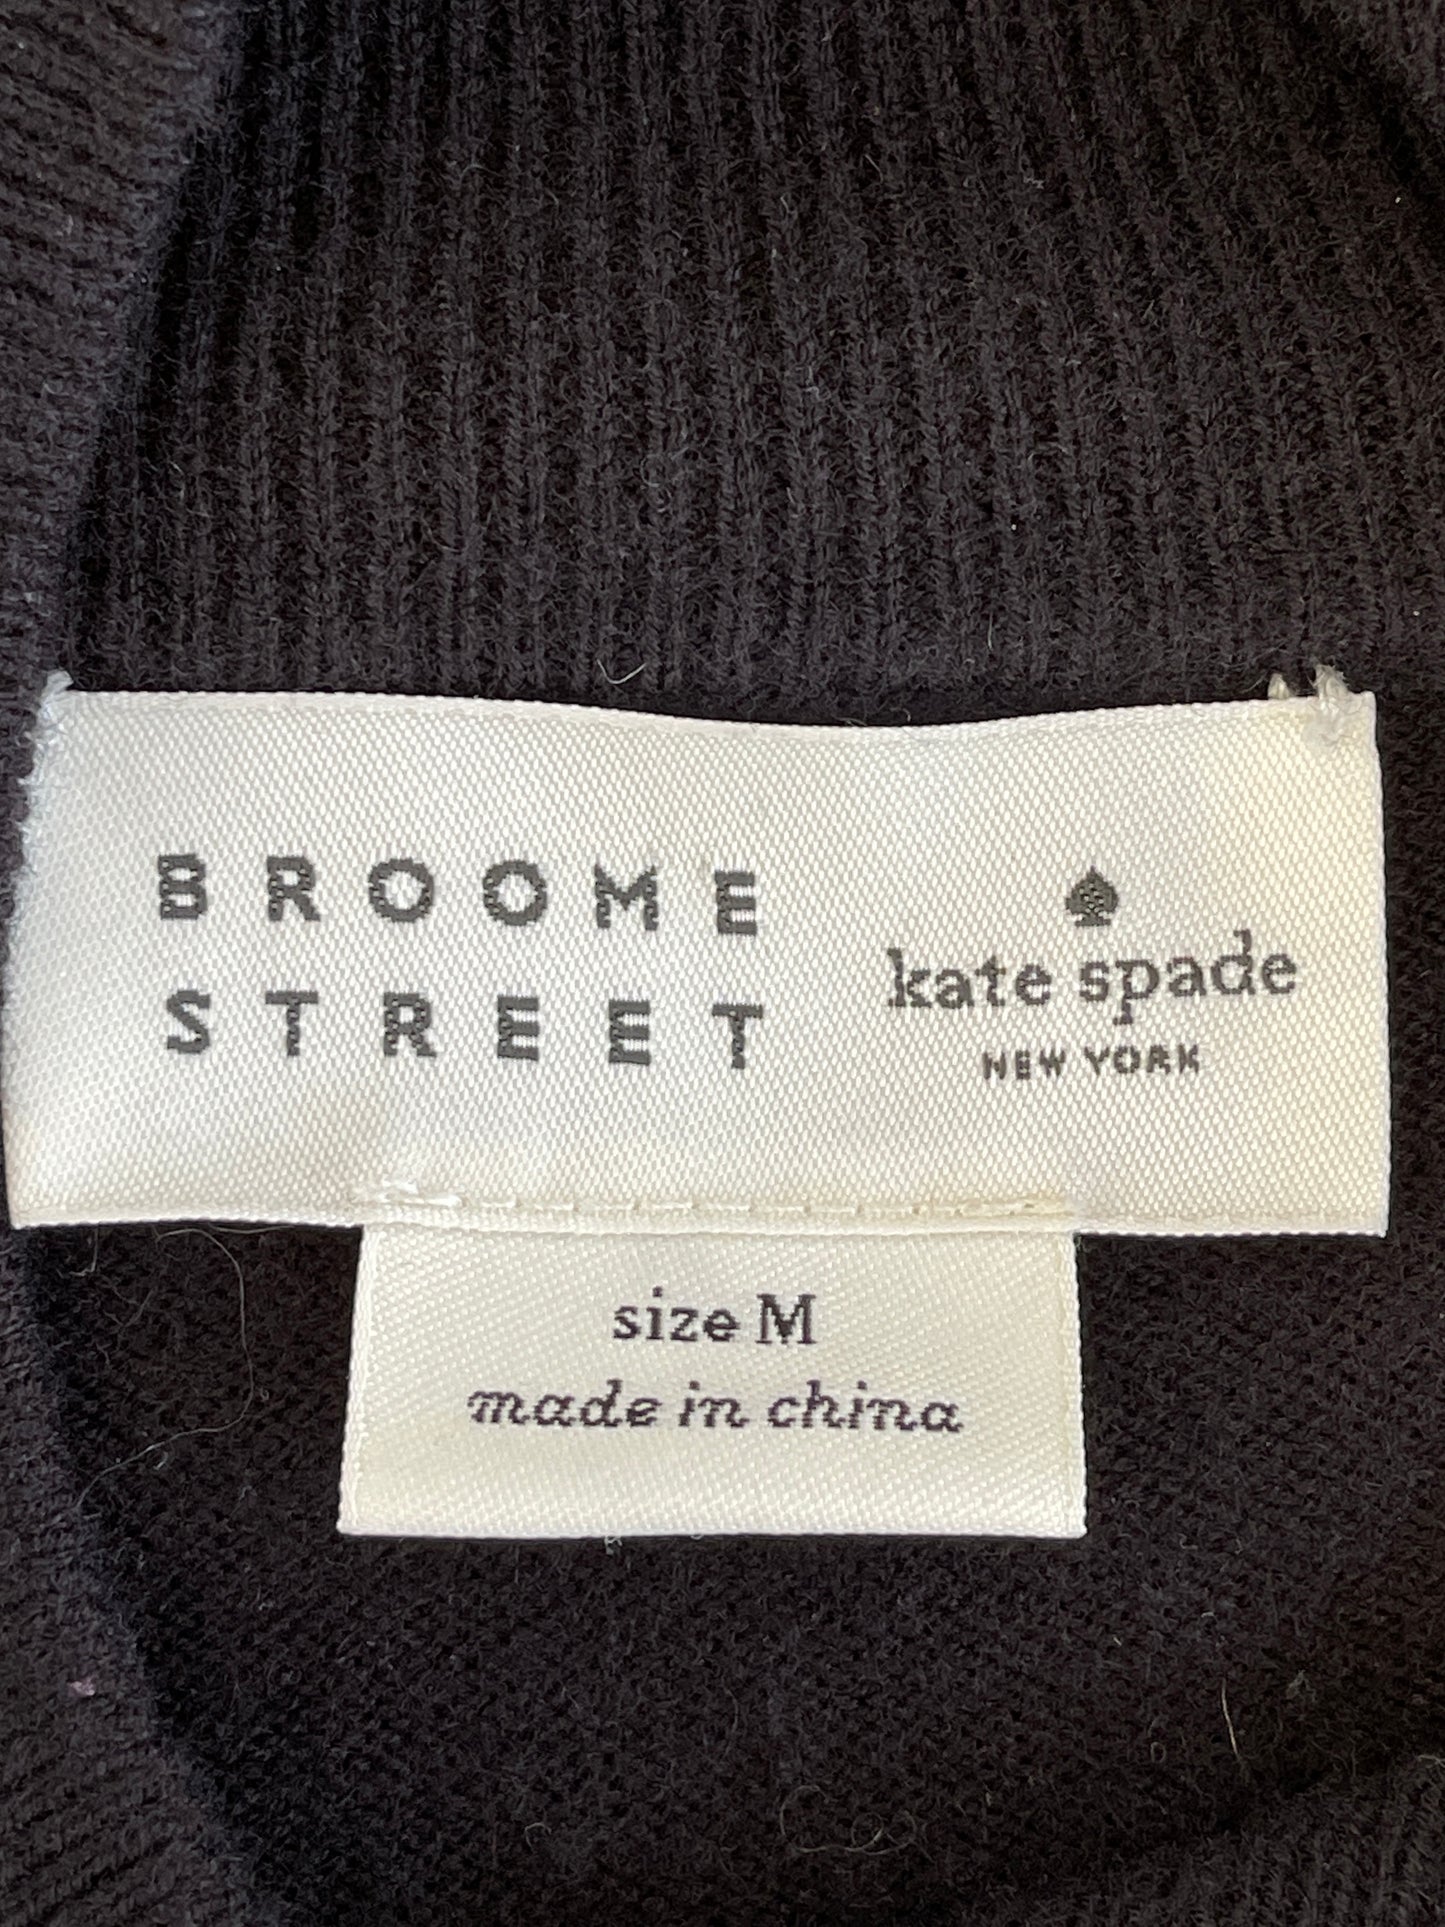 BROOME
STREET
kate spade
NEW YORK
size M
made in china